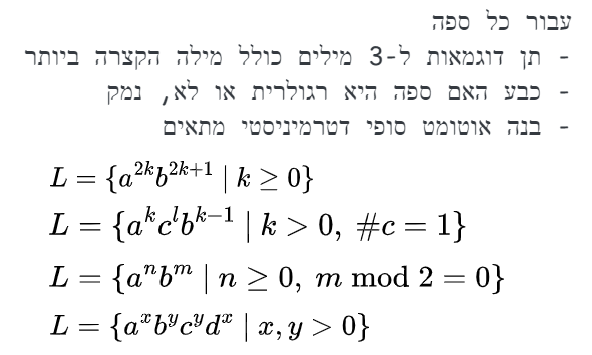 עבור כל ספה
- תן דוגמאות ל-3 מילים כולל מילה הקצרה ביותר
- כבע האם ספה היא רגולרית או לא, נמק
- בנה אוטומט סופי דטרמיניסטי מתאים
L = {a^{2k}b^{2k+1} | k ≥ 0}
L = {a^k c^l b^{k−1} | k > 0, #c = 1}
L = {a^n b^m | n ≥ 0, m mod 2 = 0}
L = {a^x b^y c^y d^x | x, y > 0}